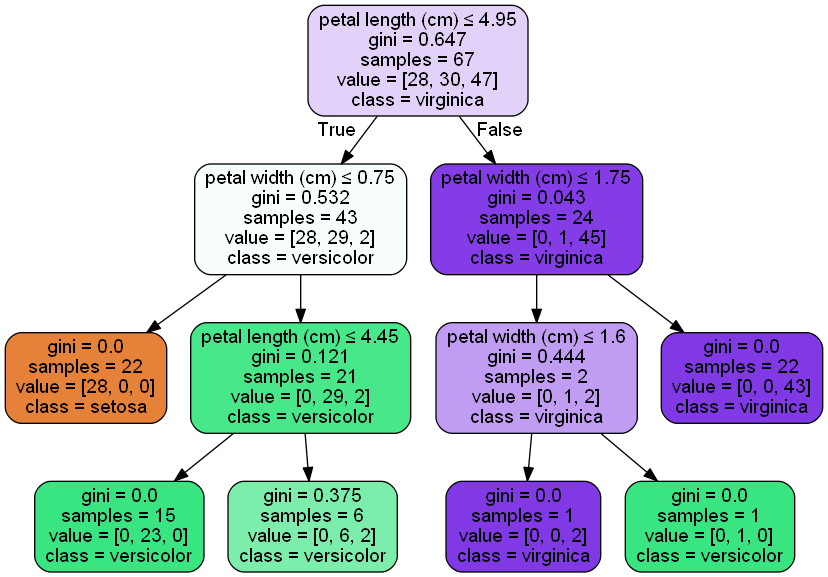 petal length (cm) ≤ 4.95
gini = 0.647
samples = 67
value = [28, 30, 47]
class = virginica
True
False
petal width (cm) ≤ 0.75
gini = 0.532
samples = 43
value = [28, 29, 2]
class = versicolor
petal width (cm) ≤ 1.75
gini = 0.043
samples = 24
value = [0, 1, 45]
class = virginica
gini = 0.0
samples = 22
value = [28, 0, 0]
class = setosa
petal length (cm) ≤ 4.45
gini = 0.121
samples = 21
value = [0, 29, 2]
class = versicolor
petal width (cm) ≤ 1.6
gini = 0.444
samples = 2
value = [0, 1, 2]
class = virginica
gini = 0.0
samples = 22
value = [0, 0, 43]
class = virginica
gini = 0.0
samples = 15
value = [0, 23, 0]
class = versicolor
gini = 0.375
samples = 6
value = [0, 6, 2]
class = versicolor
gini = 0.0
samples = 1
value = [0, 0, 2]
class = virginica
gini = 0.0
samples = 1
value = [0, 1, 0]
class = versicolor